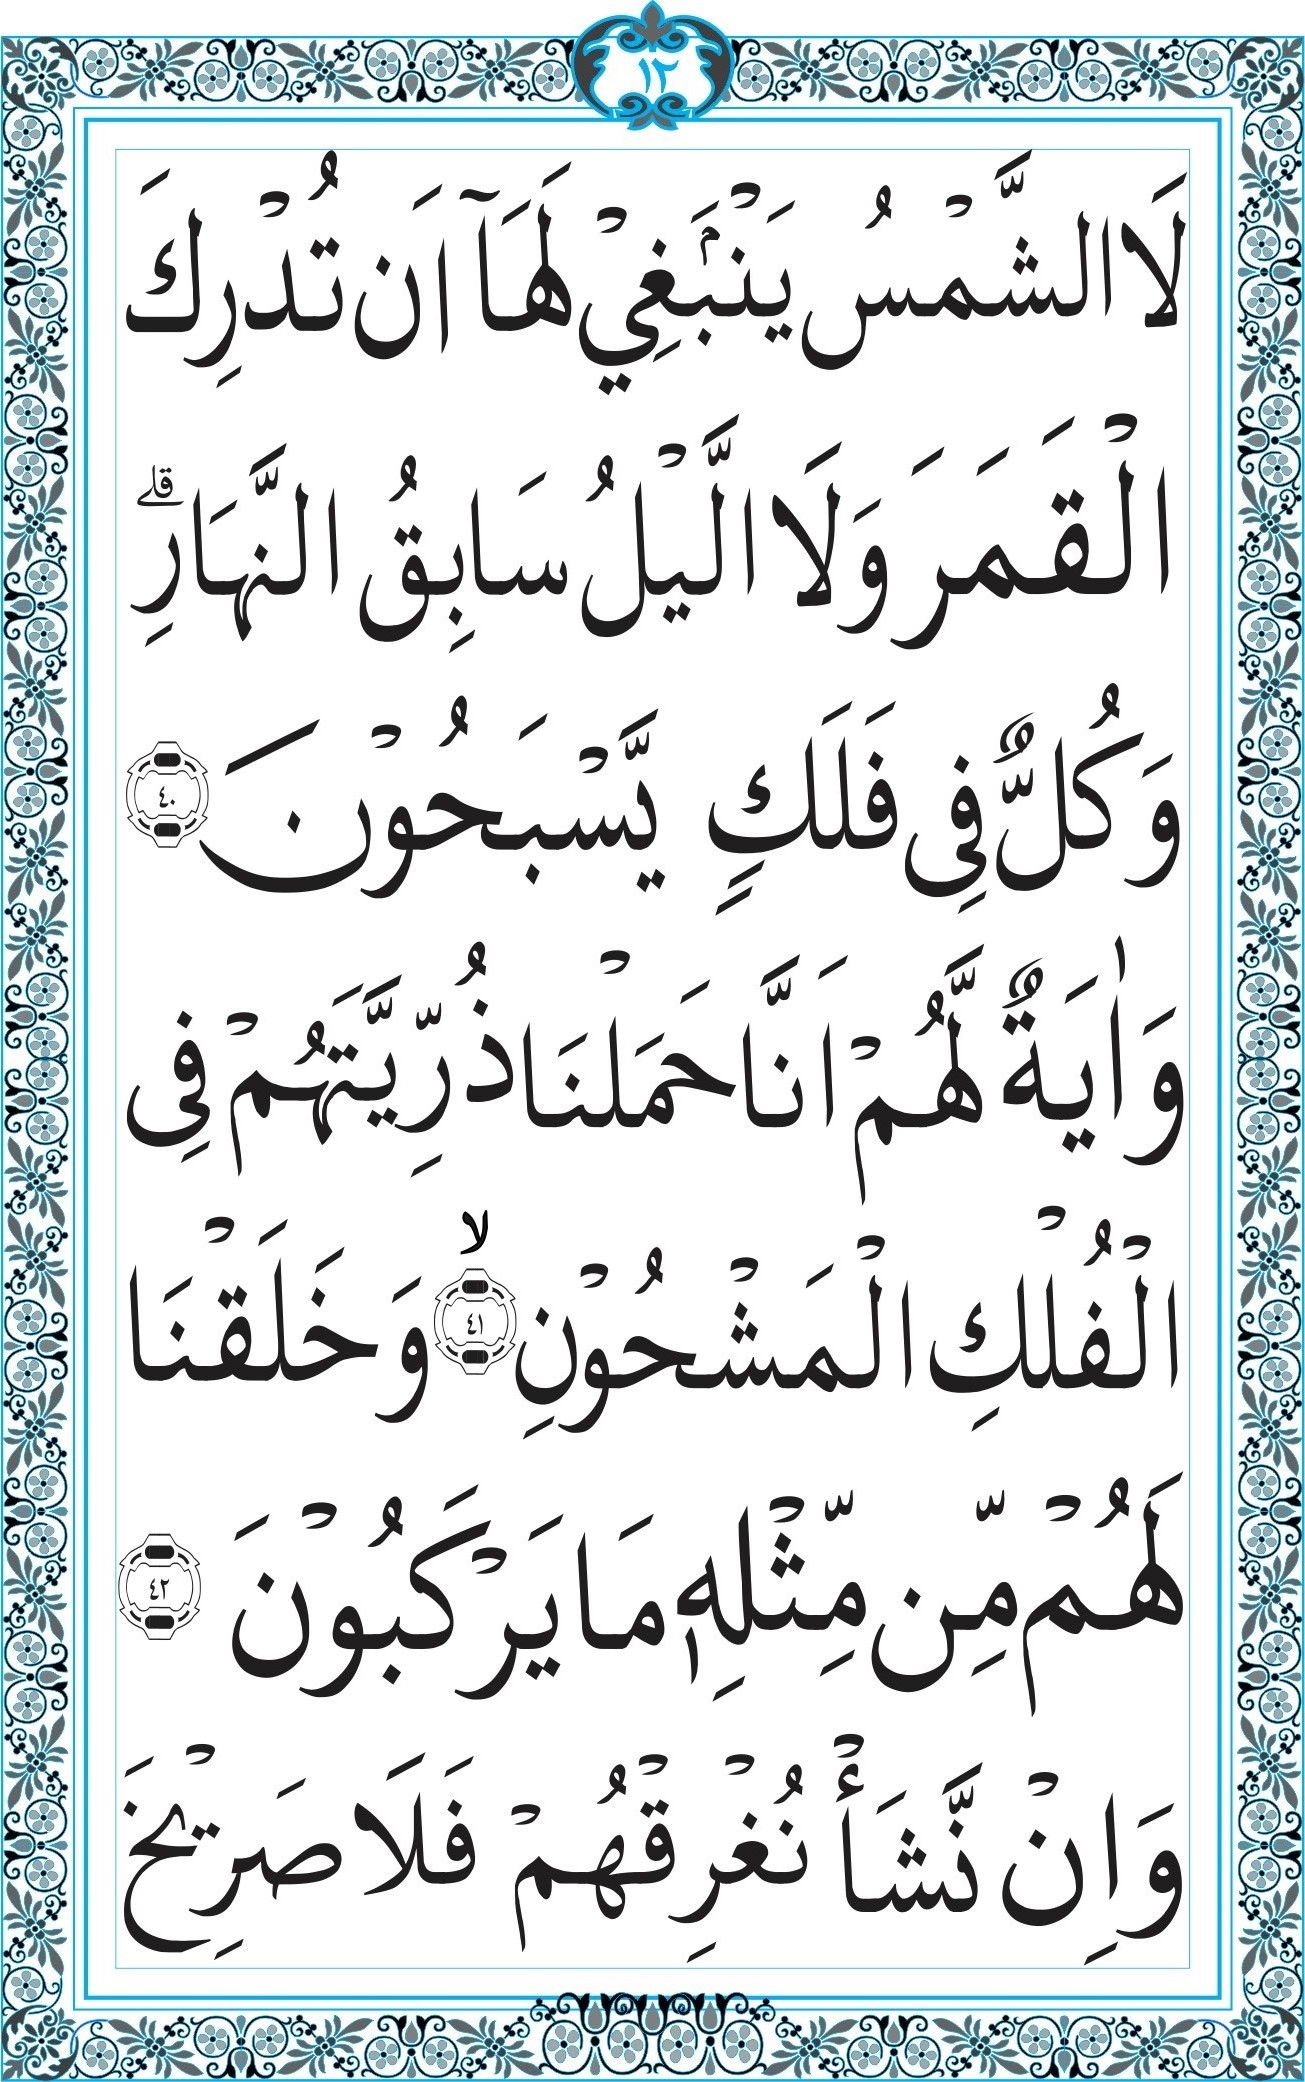 ١٢
لَا الشَّمْسُ يَنْۢبَغِيْ لَهَاۤ اَنْ تُدْرِكَ
الْقَمَرَ وَلَا الَّيْلُ سَابِقُ النَّهَارِؕ
وَكُلٌّ فِى فَلَكٍ يَّسْبَحُوْنَ ٤٠
وَاٰيَةٌ لَّهُمْ اَنَّا حَمَلْنَا ذُرِّيَّتَهُمْ فِى
الْفُلْكِ الْمَشْحُوْنِ ٤١ۙ وَخَلَقْنَا
لَهُمْ مِّن مِّثْلِهٖ مَا يَرْكَبُوْنَ ٤٢
وَاِنْ نَّشَأْ نُغْرِقْهُمْ فَلَا صَرِيْخَ